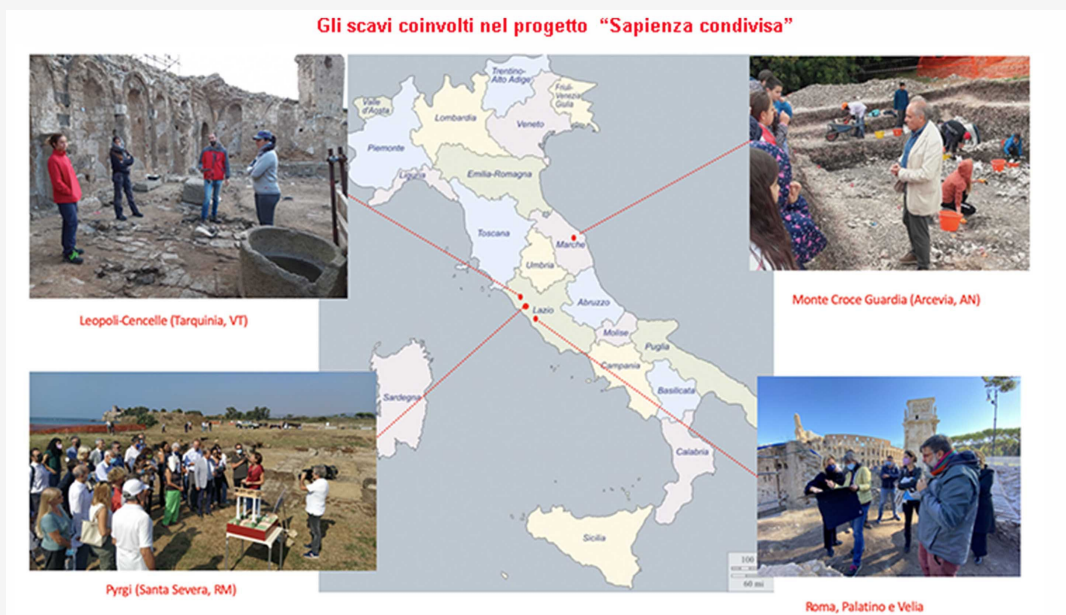 Gli scavi coinvolti nel progetto “Sapienza condivisa”
Trentino-
Alto Adige
Friuli-
Venezia
Giulia
Valle
d'Aosta
Lombardia
Veneto
Piemonte
Emilia-Romagna
Liguria
Toscana
Marche
Umbria
Lazio
Abruzzo
Molise
Puglia
Campania
Basilicata
Sardegna
Calabria
Sicilia
100
60 mi
Leopoli-Cencelle (Tarquinia, VT)
Monte Croce Guardia (Arcevia, AN)
Pyrgi (Santa Severa, RM)
Roma, Palatino e Velia